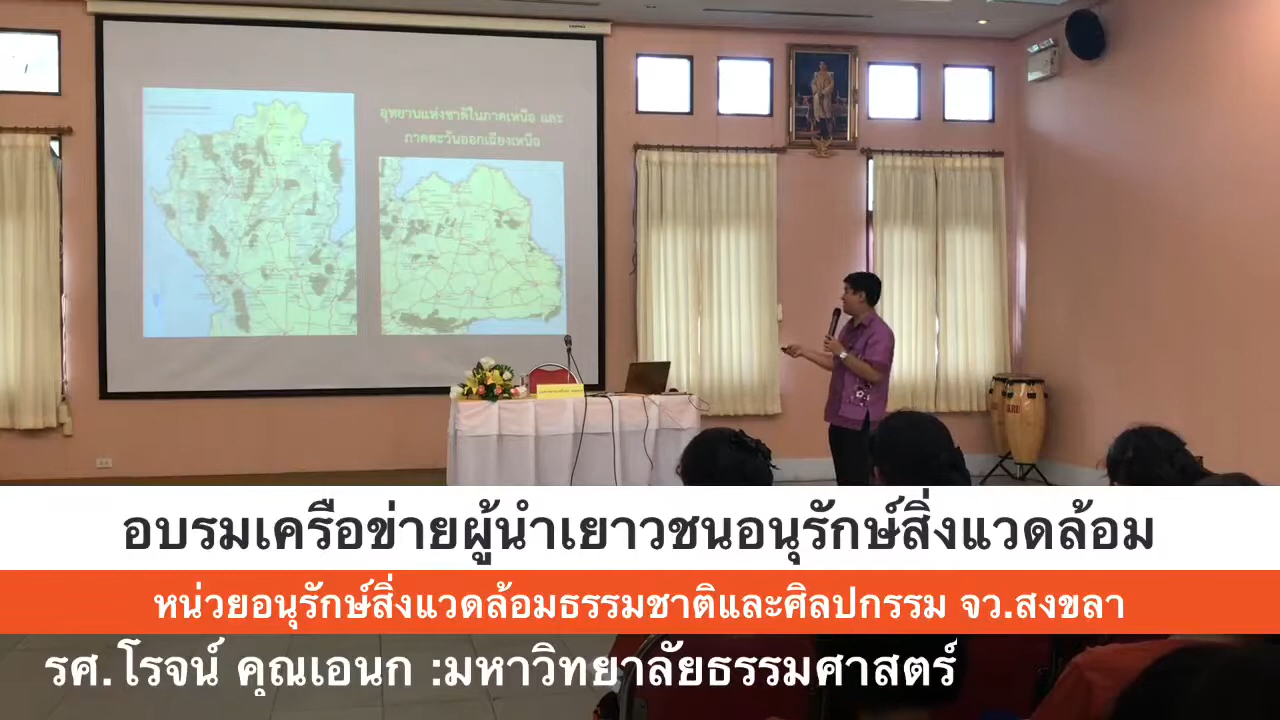 อุทยานแห่งชาติในภาคเหนือ และ
ภาคตะวันออกเฉียงเหนือ
อบรมเครือข่ายผู้นำเยาวชนอนุรักษ์สิ่งแวดล้อม
หน่วยอนุรักษ์สิ่งแวดล้อมธรรมชาติและศิลปกรรม จว.สงขลา
รศ.โรจน์ คุณเอนก :มหาวิทยาลัยธรรมศาสตร์